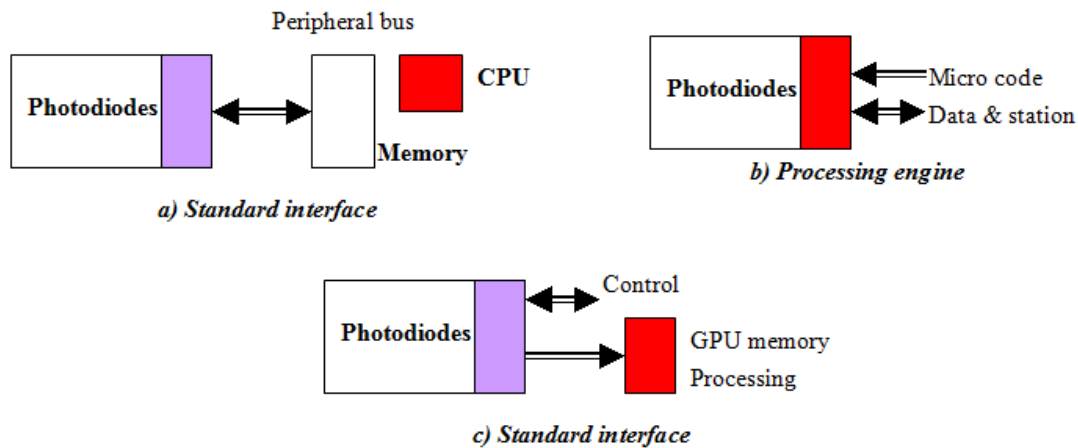 Peripheral bus
Photodiodes
CPU
Memory
a) Standard interface
Photodiodes
Micro code
Data & station
b) Processing engine
Photodiodes
Control
GPU memory
Processing
c) Standard interface